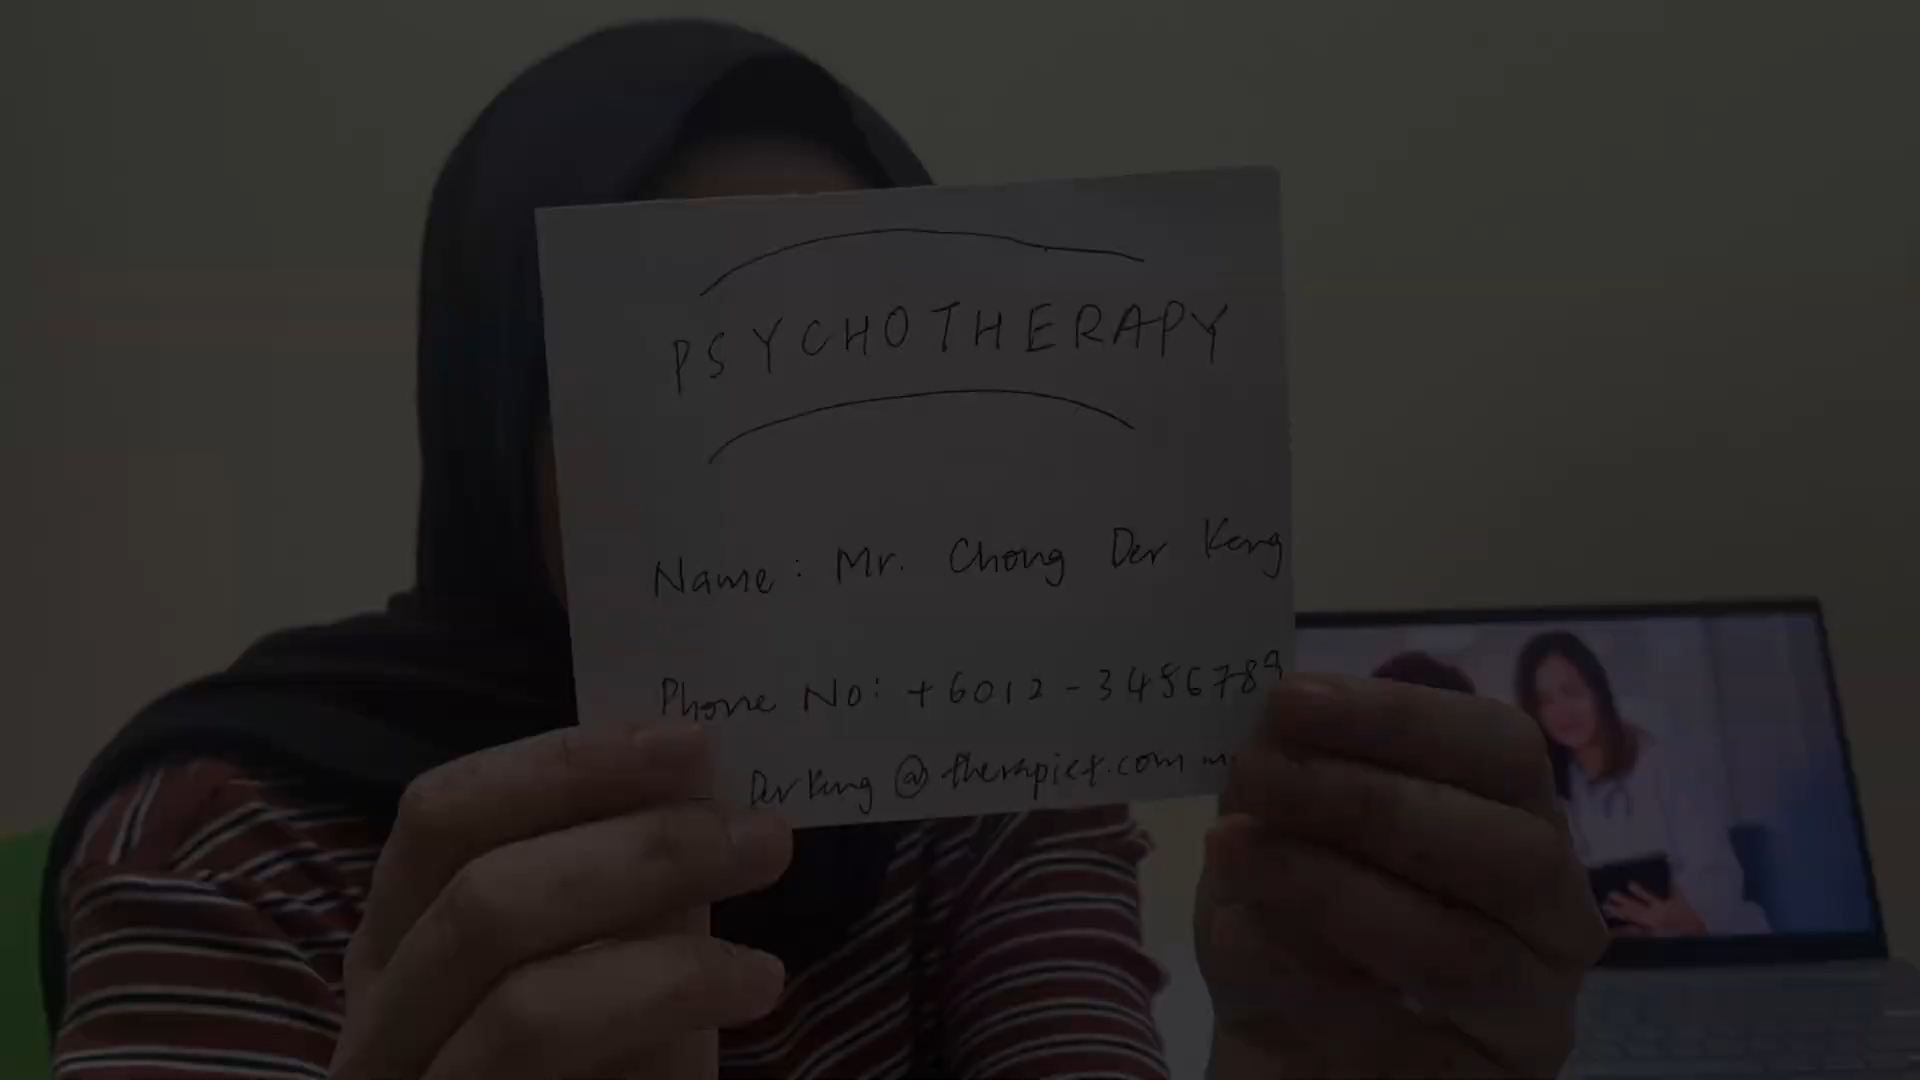 PSYCHOTHERAPY
Name: Mr. Chong Der Keng
Phone No: +6012-3456789
DerKeng @therapist.com